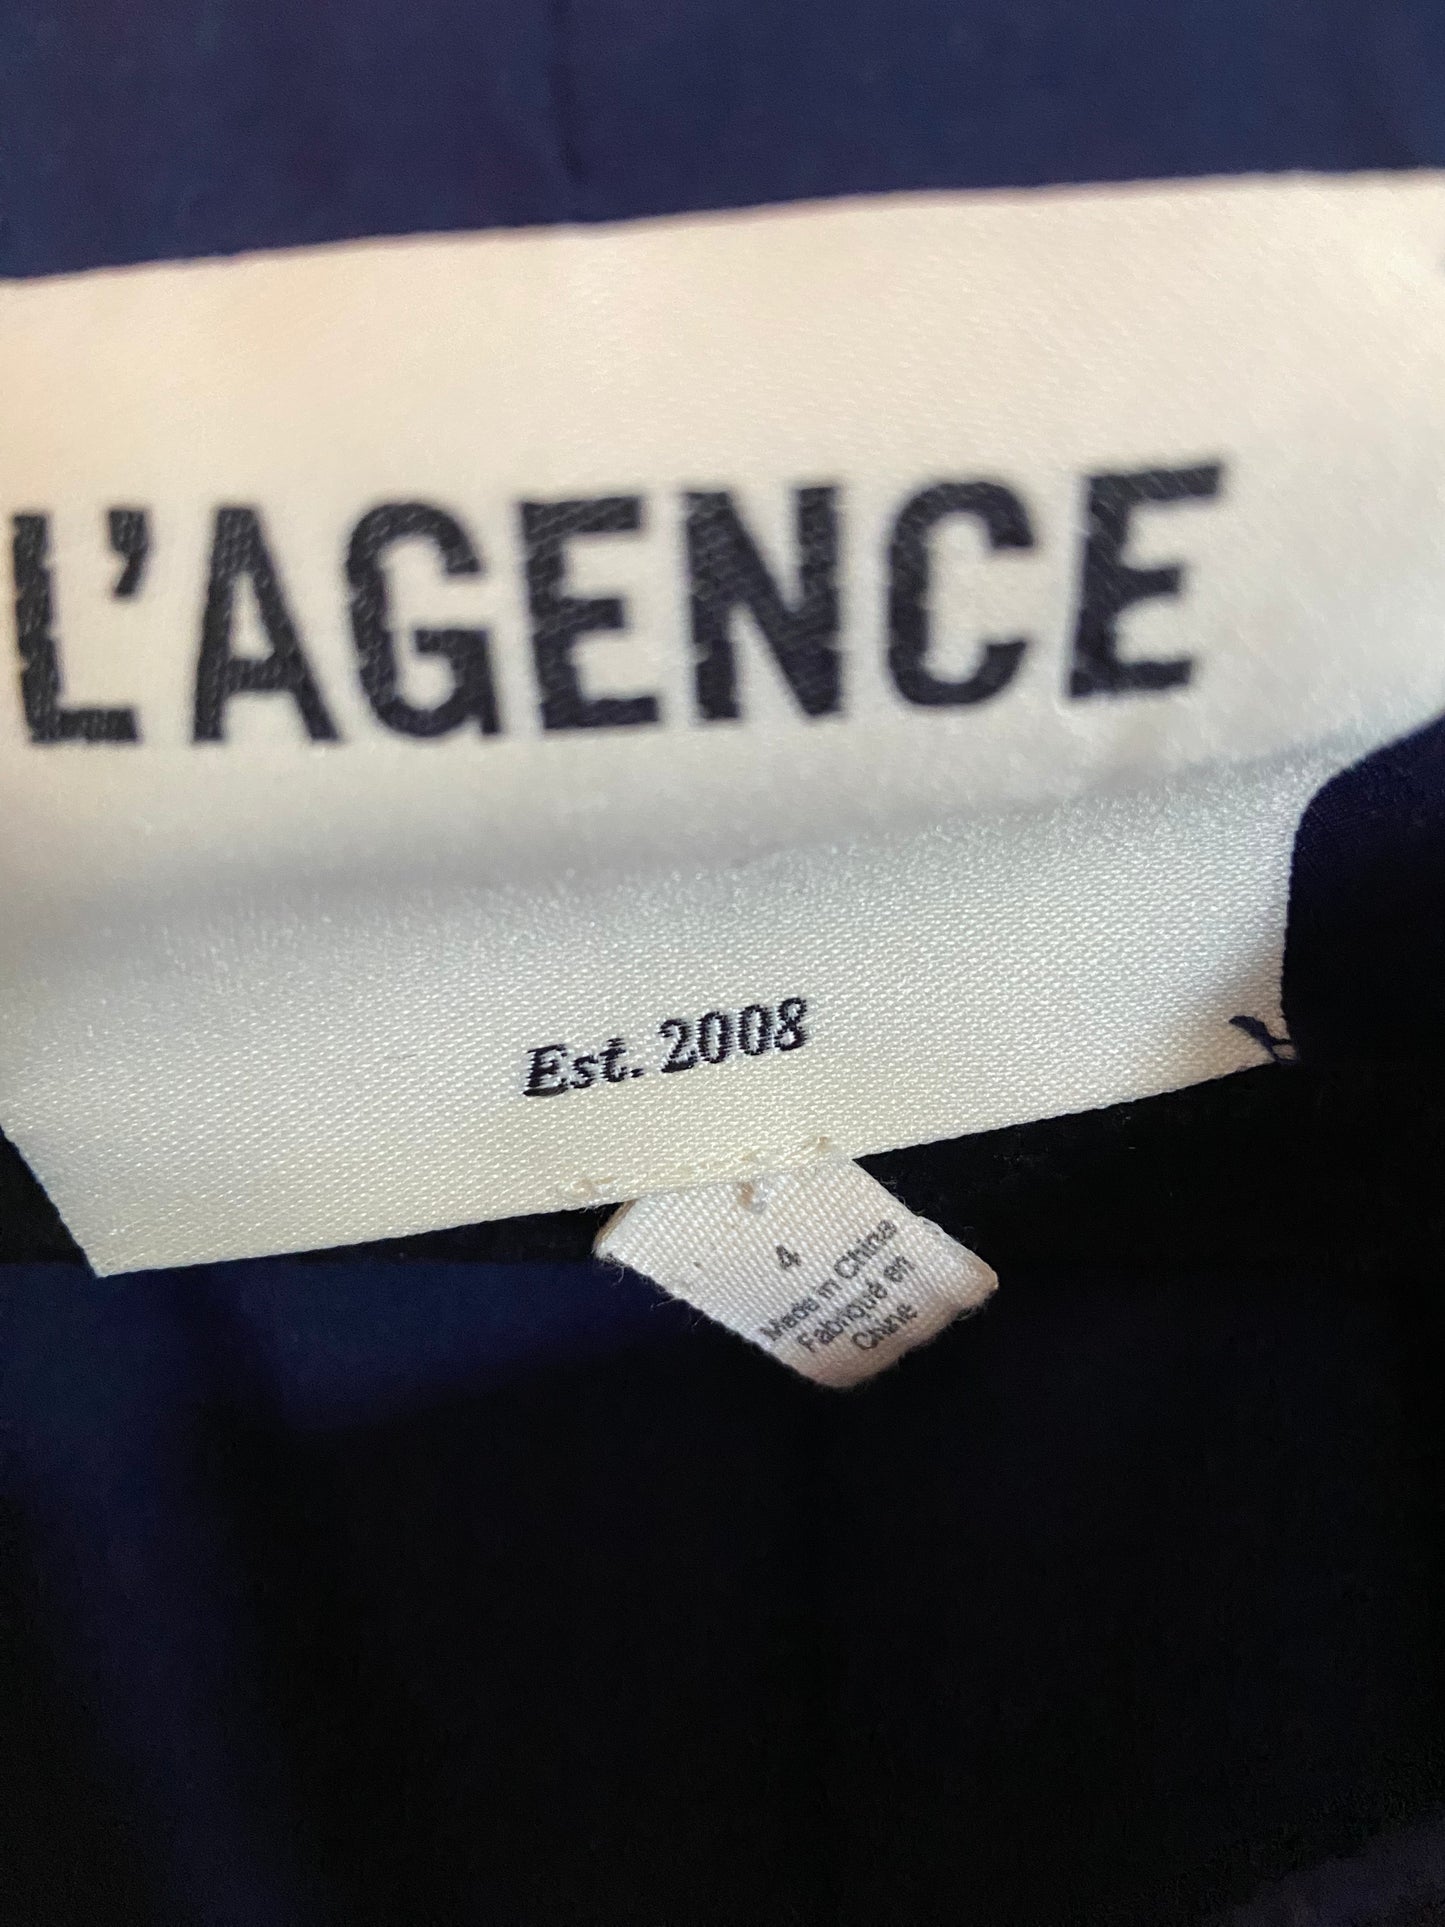 L'AGENCE
Est. 2008
4
Made in China
Fabriqué en
Chine